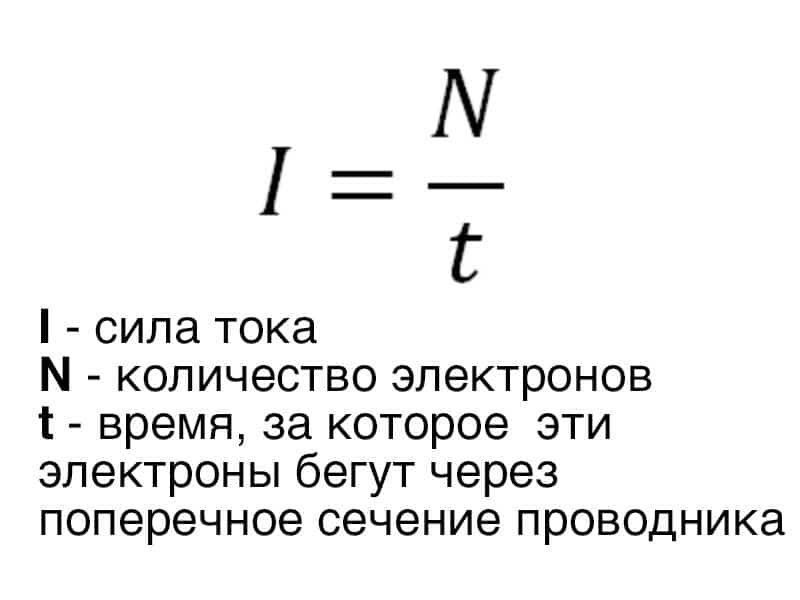 I = N/t
I - сила тока
N - количество электронов
t - время, за которое эти
электроны бегут через
поперечное сечение проводника